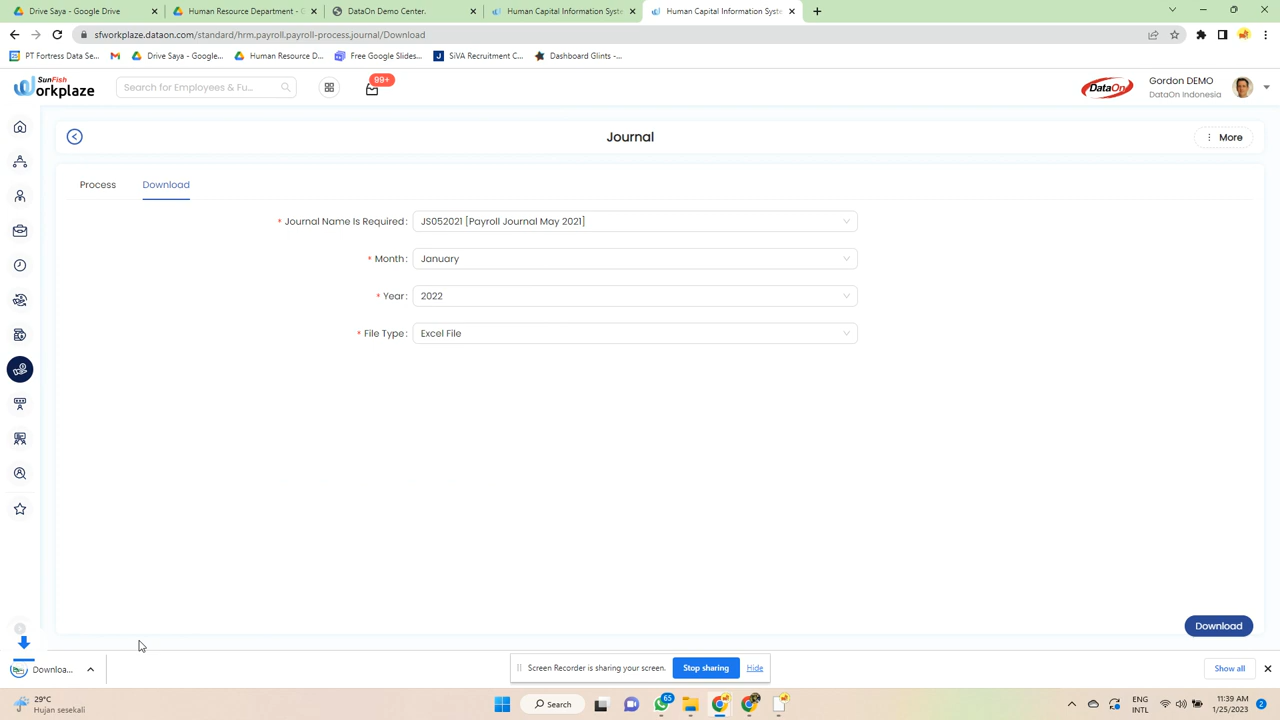 Drive Saya - Google Drive
Human Resource Department - G
DataOn Demo Center.
Human Capital Information Syste
Human Capital Information Syste
sfworkplaze.dataon.com/standard/hrm.payroll.payroll-process.journal/Download
PT Fortress Data Se...
Drive Saya - Google...
Human Resource D...
Free Google Slides...
SiVA Recruitment C...
Dashboard Glints –...
SunFish
workplaze
Search for Employees & Fu...
99+
DataOn
Gordon DEMO
DataOn Indonesia
Journal
More
Process
Download
* Journal Name Is Required :
JS052021 [Payroll Journal May 2021]
* Month :
January
* Year :
2022
* File Type :
Excel File
Download
Downloa...
Screen Recorder is sharing your screen.
Stop sharing
Hide
Show all
29°C
Hujan sesekali
Search
65
ENG
INTL
11:39 AM
1/25/2023
2